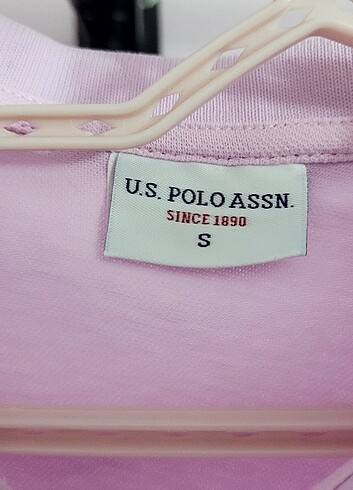 U.S. POLO ASSN.
SINCE 1890
S